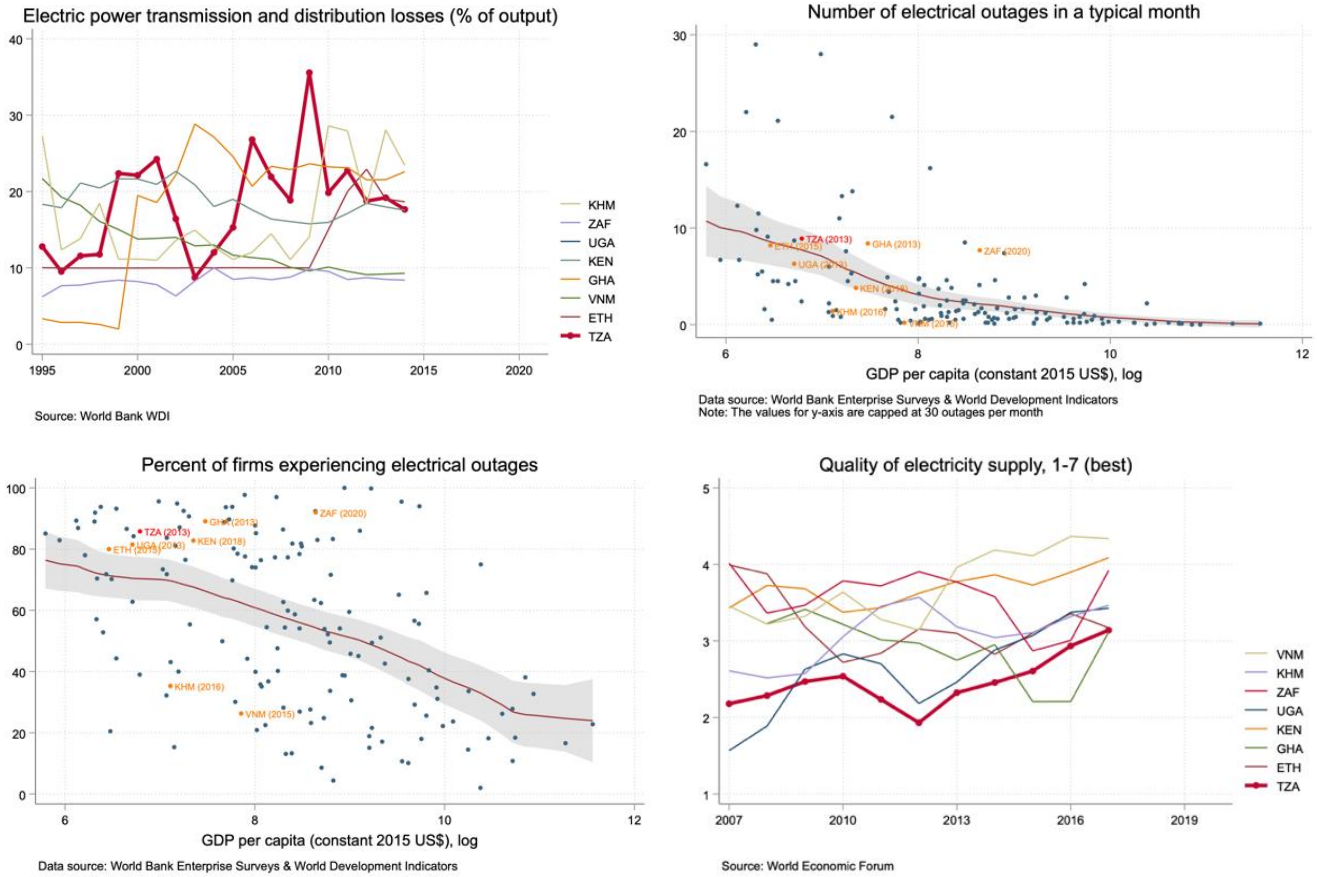 Electric power transmission and distribution losses (% of output)
40
30
20
10
0
1995 2000 2005 2010 2015 2020
KHM
ZAF
UGA
KEN
GHA
VNM
ETH
TZA
Source: World Bank WDI
Number of electrical outages in a typical month
30
20
10
0
TZA (2013)
ETH (2015)
GHA (2013)
ZAF (2020)
UGA (2013)
KEN (2018)
KHM (2016)
VNM (2015)
6 8 10 12
GDP per capita (constant 2015 US$), log
Data source: World Bank Enterprise Surveys & World Development Indicators
Note: The values for y-axis are capped at 30 outages per month
Percent of firms experiencing electrical outages
100
80
60
40
20
0
GHA (2013)
ZAF (2020)
TZA (2013)
UGA (2013)
KEN (2018)
ETH (2015)
KHM (2016)
VNM (2015)
6 8 10 12
GDP per capita (constant 2015 US$), log
Data source: World Bank Enterprise Surveys & World Development Indicators
Quality of electricity supply, 1-7 (best)
5
4
3
2
1
2007 2010 2013 2016 2019
VNM
KHM
ZAF
UGA
KEN
GHA
ETH
TZA
Source: World Economic Forum